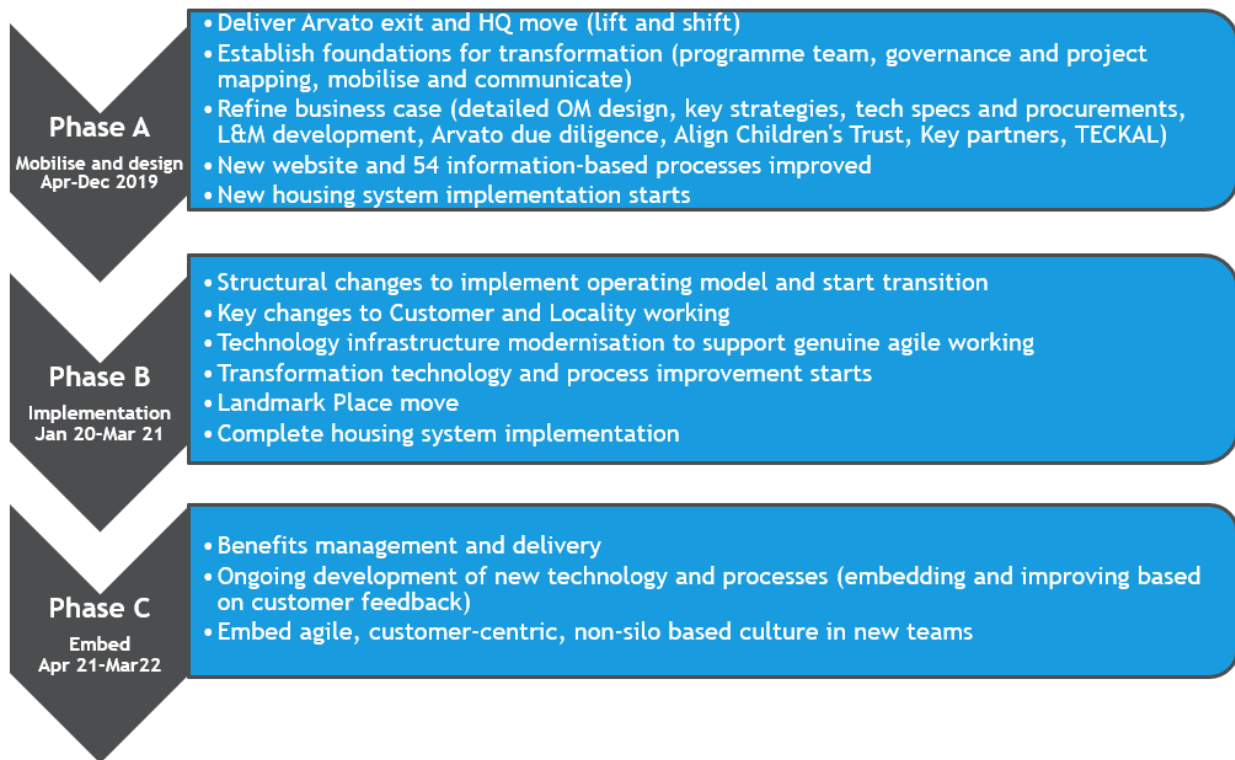 Phase A
Mobilise and design
Apr-Dec 2019
• Deliver Arvato exit and HQ move (lift and shift)
• Establish foundations for transformation (programme team, governance and project
mapping, mobilise and communicate)
• Refine business case (detailed OM design, key strategies, tech specs and procurements,
L&M development, Arvato due diligence, Align Children's Trust, Key partners, TECKAL)
• New website and 54 information-based processes improved
• New housing system implementation starts
Phase B
Implementation
Jan 20-Mar 21
• Structural changes to implement operating model and start transition
• Key changes to Customer and Locality working
• Technology infrastructure modernisation to support genuine agile working
• Transformation technology and process improvement starts
• Landmark Place move
• Complete housing system implementation
Phase C
Embed
Apr 21-Mar22
• Benefits management and delivery
• Ongoing development of new technology and processes (embedding and improving based
on customer feedback)
• Embed agile, customer-centric, non-silo based culture in new teams